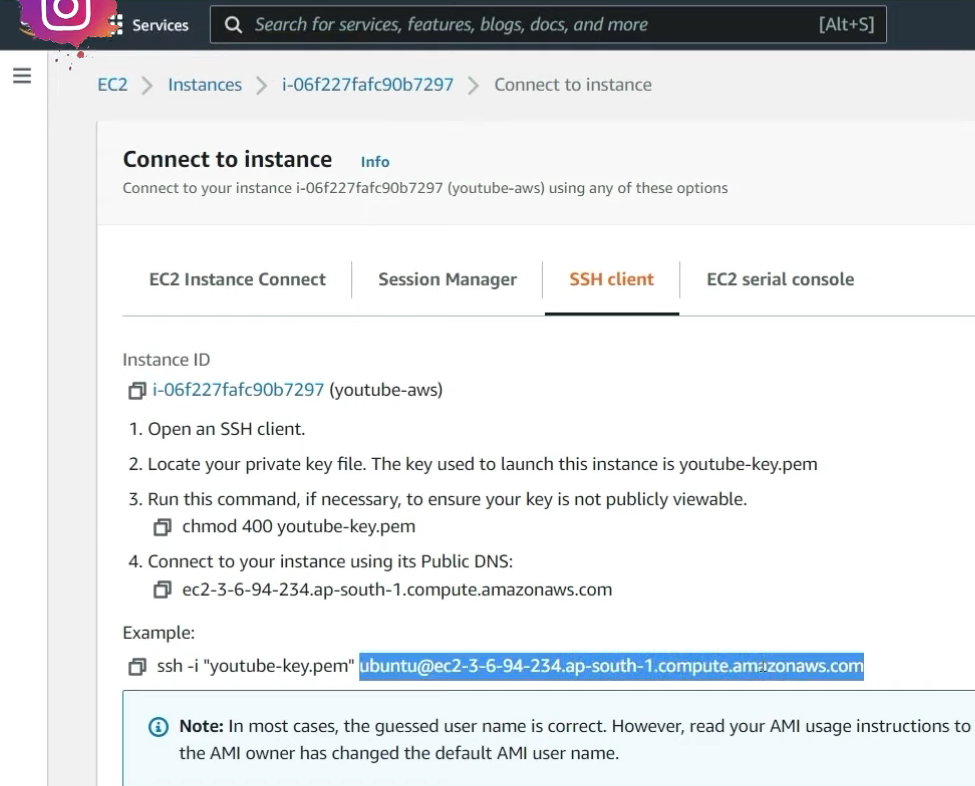 Services
Search for services, features, blogs, docs, and more
[Alt+S]
EC2 > Instances > i-06f227fafc90b7297 > Connect to instance
Connect to instance Info
Connect to your instance i-06f227fafc90b7297 (youtube-aws) using any of these options
EC2 Instance Connect
Session Manager
SSH client
EC2 serial console
Instance ID
i-06f227fafc90b7297 (youtube-aws)
1. Open an SSH client.
2. Locate your private key file. The key used to launch this instance is youtube-key.pem
3. Run this command, if necessary, to ensure your key is not publicly viewable.
chmod 400 youtube-key.pem
4. Connect to your instance using its Public DNS:
ec2-3-6-94-234.ap-south-1.compute.amazonaws.com
Example:
ssh -i "youtube-key.pem" ubuntu@ec2-3-6-94-234.ap-south-1.compute.amazonaws.com
Note: In most cases, the guessed user name is correct. However, read your AMI usage instructions to
the AMI owner has changed the default AMI user name.